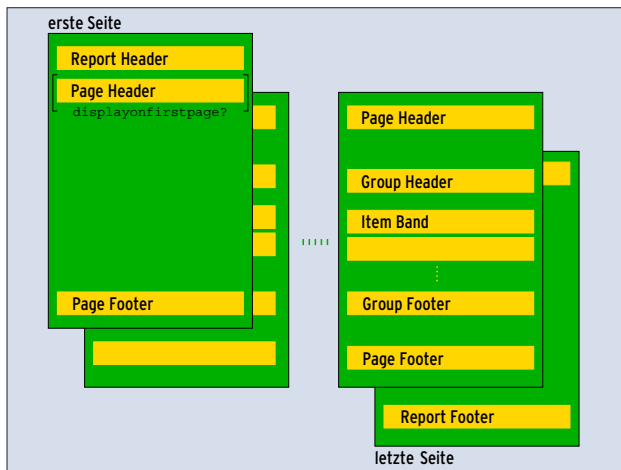 erste Seite
Report Header
Page Header
displayonfirstpage?
Page Footer
Page Header
Group Header
Item Band
Group Footer
Page Footer
Report Footer
letzte Seite